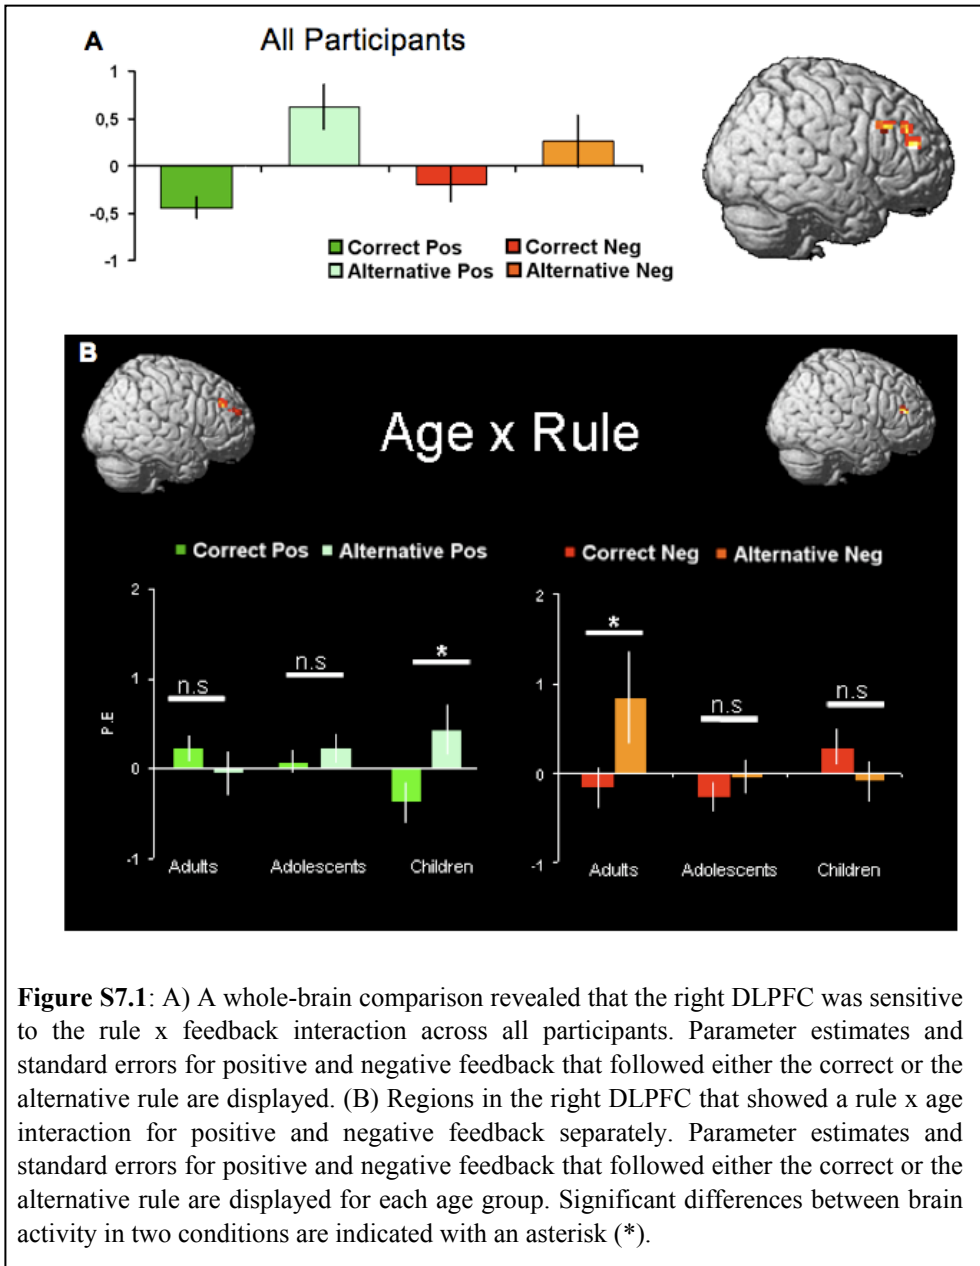 A
All Participants
1
0,5
0
-0,5
-1
Correct Pos
Correct Neg
Alternative Pos
Alternative Neg
B
Age x Rule
Correct Pos
Alternative Pos
Correct Neg
Alternative Neg
2
1
0
-1
P.E
n.s
n.s
*
Adults
Adolescents
Children
2
1
0
-1
*
n.s
n.s
Adults
Adolescents
Children
Figure S7.1: A) A whole-brain comparison revealed that the right DLPFC was sensitive
to the rule x feedback interaction across all participants. Parameter estimates and
standard errors for positive and negative feedback that followed either the correct or the
alternative rule are displayed. (B) Regions in the right DLPFC that showed a rule x age
interaction for positive and negative feedback separately. Parameter estimates and
standard errors for positive and negative feedback that followed either the correct or the
alternative rule are displayed for each age group. Significant differences between brain
activity in two conditions are indicated with an asterisk (*).